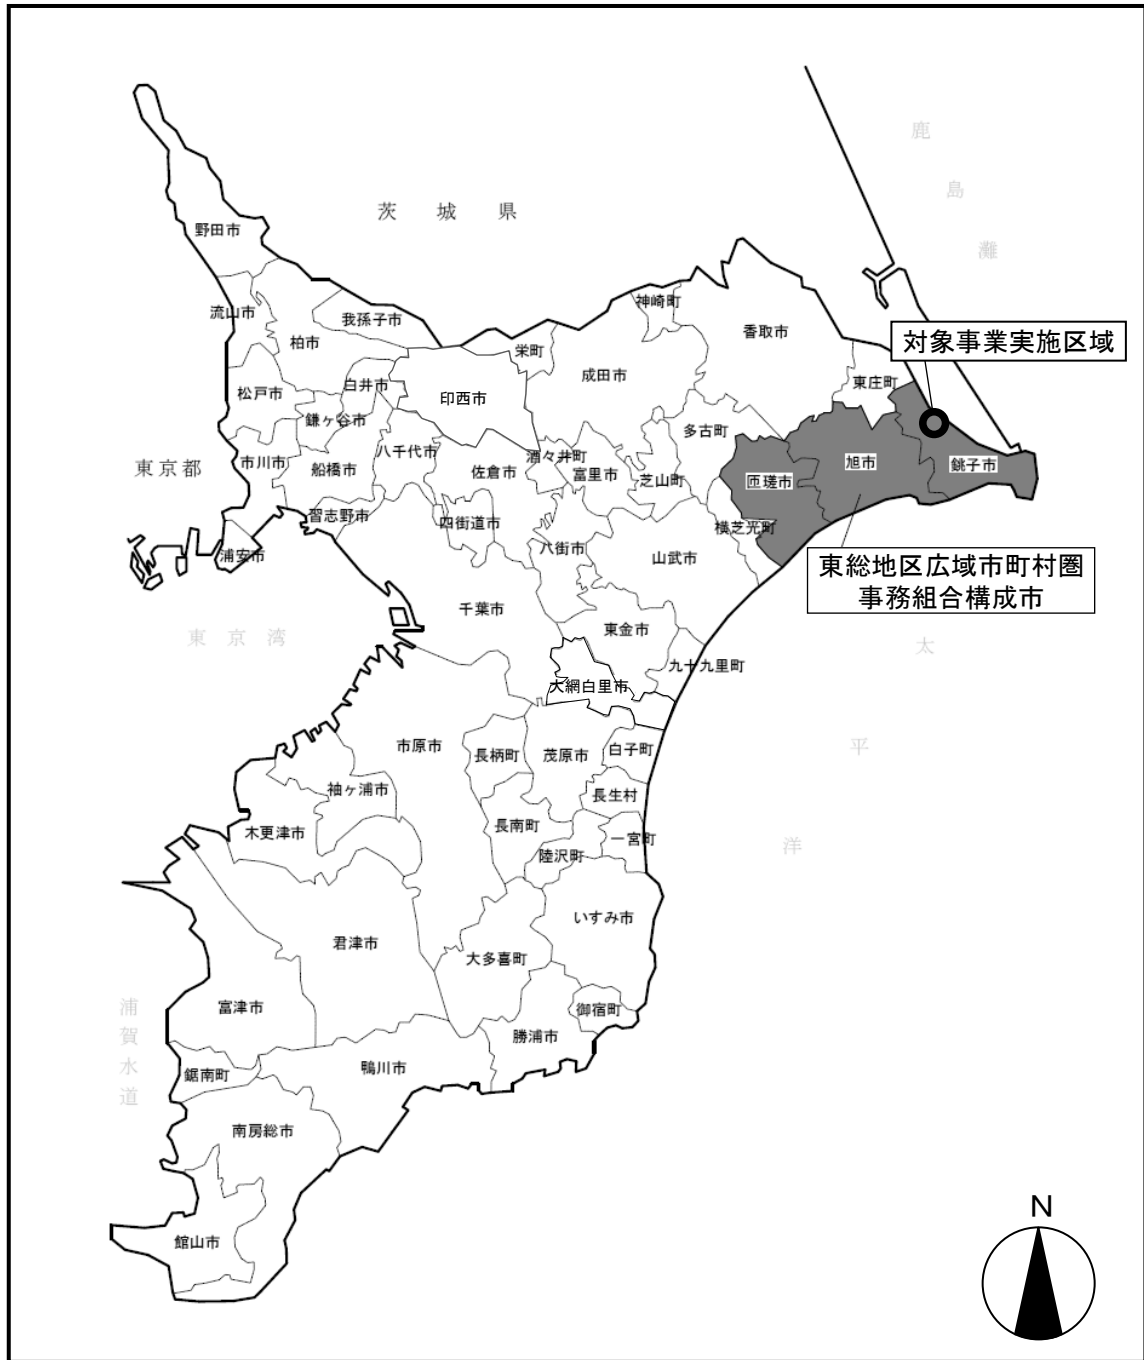 鹿島灘
茨城県
野田市
神崎町
流山市
我孫子市
香取市
柏市
対象事業実施区域
栄町
成田市
東庄町
白井市
松戸市
印西市
鎌ヶ谷市
多古町
八千代市
酒々井町
市川市
東京都
船橋市
佐倉市
富里市
芝山町
匝瑳市
旭市
銚子市
習志野市
四街道市
横芝光町
浦安市
八街市
山武市
東総地区広域市町村圏
事務組合構成市
千葉市
東京湾
東金市
太平洋
九十九里町
大網白里市
市原市
長柄町
茂原市
白子町
袖ヶ浦市
長生村
木更津市
長南町
一宮町
陸沢町
いすみ市
君津市
大多喜町
浦賀水道
富津市
御宿町
勝浦市
鋸南町
鴨川市
南房総市
N
館山市